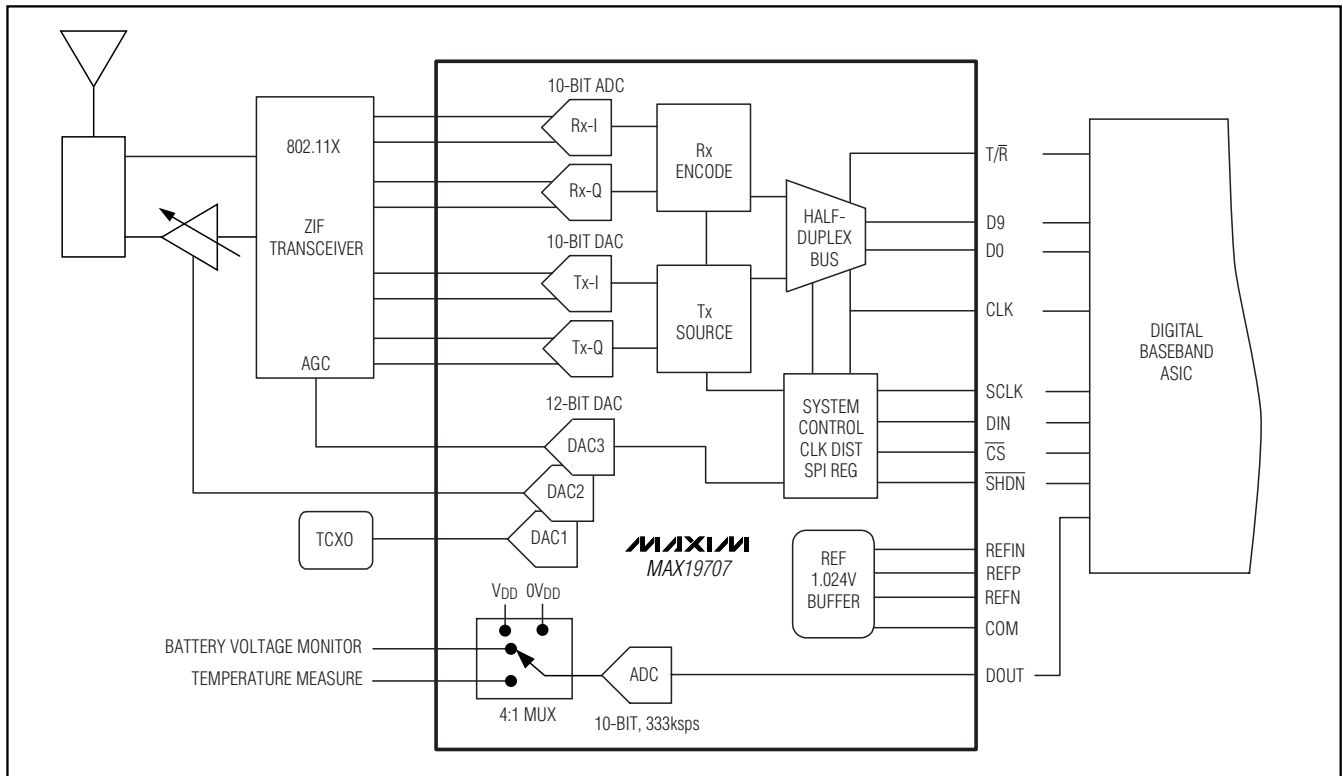 10-BIT ADC
802.11X
ZIF
TRANSCEIVER
AGC
Rx-I
Rx-Q
10-BIT DAC
Tx-I
Tx-Q
Rx
ENCODE
Tx
SOURCE
HALF-
DUPLEX
BUS
T/R̅
D9
D0
CLK
DIGITAL
BASEBAND
ASIC
12-BIT DAC
DAC3
DAC2
DAC1
TCXO
SYSTEM
CONTROL
CLK DIST
SPI REG
SCLK
DIN
C̅S̅
S̅H̅D̅N̅
MAXIM
MAX19707
REF
1.024V
BUFFER
REFIN
REFP
REFN
COM
VDD 0VDD
BATTERY VOLTAGE MONITOR
TEMPERATURE MEASURE
4:1 MUX
ADC
10-BIT, 333ksps
DOUT